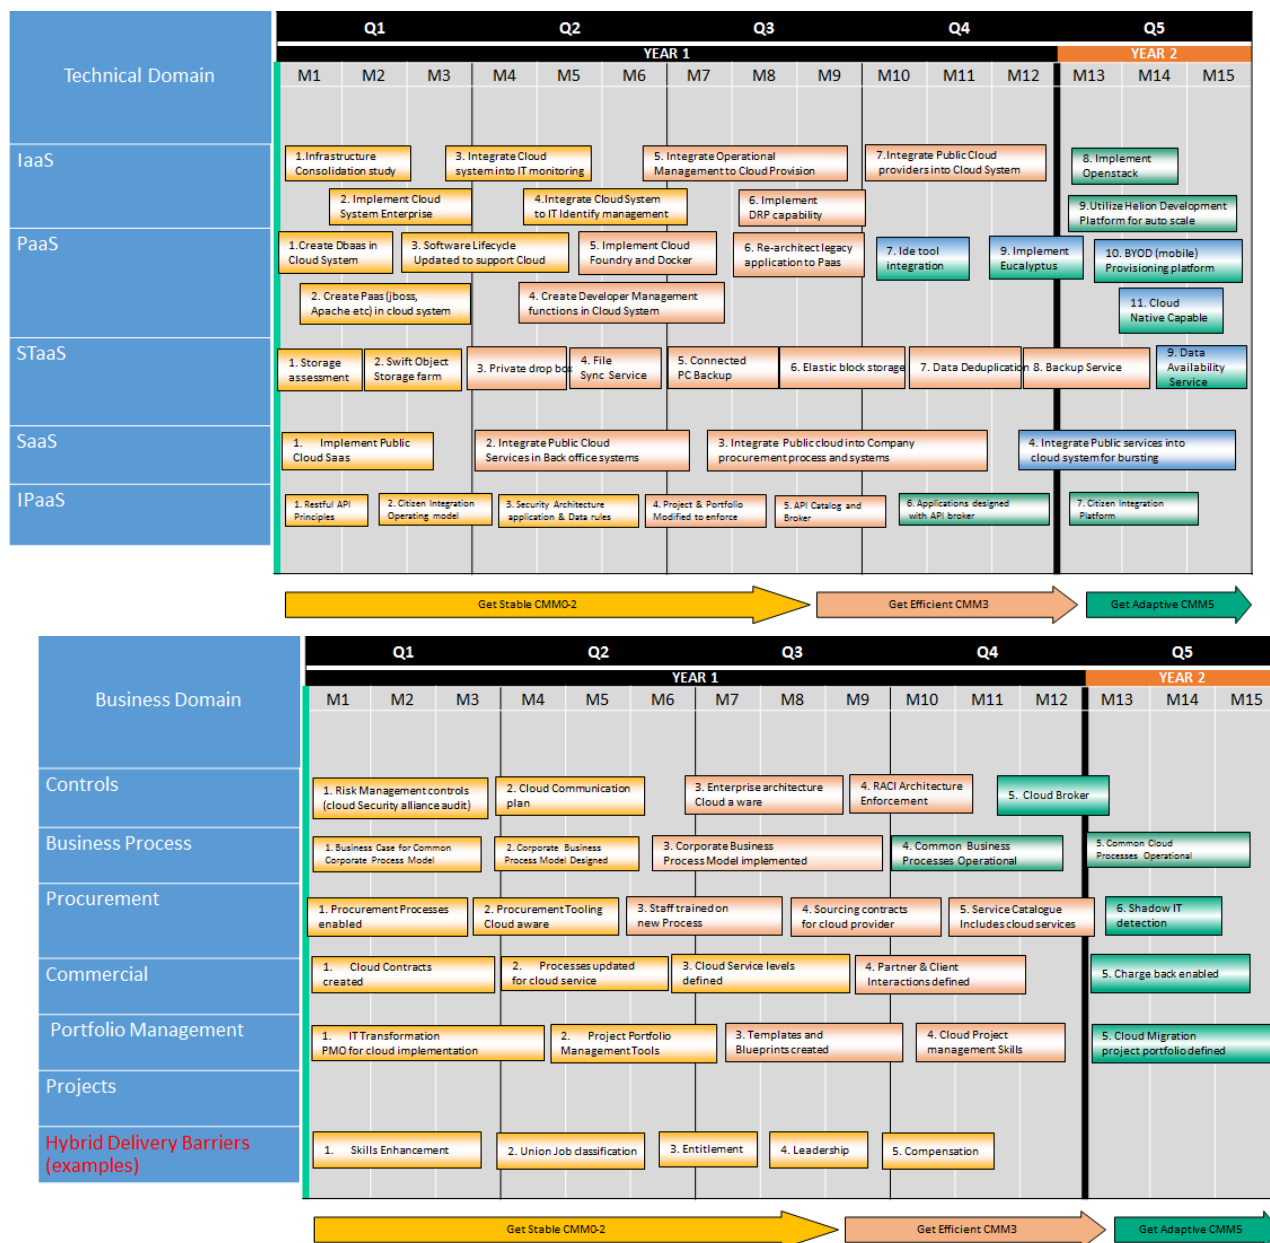 Technical Domain
Q1 Q2 Q3 Q4 Q5
YEAR 1 YEAR 2
M1 M2 M3 M4 M5 M6 M7 M8 M9 M10 M11 M12 M13 M14 M15
IaaS
1.Infrastructure
Consolidation study
3. Integrate Cloud
system into IT monitoring
5. Integrate Operational
Management to Cloud Provision
7.Integrate Public Cloud
providers into Cloud System
8. Implement
Openstack
2. Implement Cloud
System Enterprise
4.Integrate Cloud System
to IT Identify management
6. Implement
DRP capability
9.Utilize Helion Development
Platform for auto scale
PaaS
1.Create Dbaas in
Cloud System
3. Software Lifecycle
Updated to support Cloud
5. Implement Cloud
Foundry and Docker
6. Re-architect legacy
application to Paas
7. Ide tool
integration
9. Implement
Eucalyptus
10. BYOD (mobile)
Provisioning platform
2. Create Paas (jboss,
Apache etc) in cloud system
4. Create Developer Management
functions in Cloud System
11. Cloud
Native Capable
STaaS
1. Storage
assessment
2. Swift Object
Storage farm
3. Private drop box
4. File
Sync Service
5. Connected
PC Backup
6. Elastic block storage
7. Data Deduplication
8. Backup Service
9. Data
Availability
Service
SaaS
1. Implement Public
Cloud Saas
2. Integrate Public Cloud
Services in Back office systems
3. Integrate Public cloud into Company
procurement process and systems
4. Integrate Public services into
cloud system for bursting
IPaaS
1. Restful API
Principles
2. Citizen Integration
Operating model
3. Security Architecture
application & Data rules
4. Project & Portfolio
Modified to enforce
5. API Catalog and
Broker
6. Applications designed
with API broker
7. Citizen Integration
Platform
Get Stable CMM0-2
Get Efficient CMM3
Get Adaptive CMM5
Business Domain
Q1 Q2 Q3 Q4 Q5
YEAR 1 YEAR 2
M1 M2 M3 M4 M5 M6 M7 M8 M9 M10 M11 M12 M13 M14 M15
Controls
1. Risk Management controls
(cloud Security alliance audit)
2. Cloud Communication
plan
3. Enterprise architecture
Cloud a ware
4. RACI Architecture
Enforcement
5. Cloud Broker
Business Process
1. Business Case for Common
Corporate Process Model
2. Corporate Business
Process Model Designed
3. Corporate Business
Process Model implemented
4. Common Business
Processes Operational
5. Common Cloud
Processes Operational
Procurement
1. Procurement Processes
enabled
2. Procurement Tooling
Cloud aware
3. Staff trained on
new Process
4. Sourcing contracts
for cloud provider
5. Service Catalogue
Includes cloud services
6. Shadow IT
detection
Commercial
1. Cloud Contracts
created
2. Processes updated
for cloud service
3. Cloud Service levels
defined
4. Partner & Client
Interactions defined
5. Charge back enabled
Portfolio Management
1. IT Transformation
PMO for cloud implementation
2. Project Portfolio
Management Tools
3. Templates and
Blueprints created
4. Cloud Project
management Skills
5. Cloud Migration
project portfolio defined
Projects
Hybrid Delivery Barriers
(examples)
1. Skills Enhancement
2. Union Job classification
3. Entitlement
4. Leadership
5. Compensation
Get Stable CMM0-2
Get Efficient CMM3
Get Adaptive CMM5